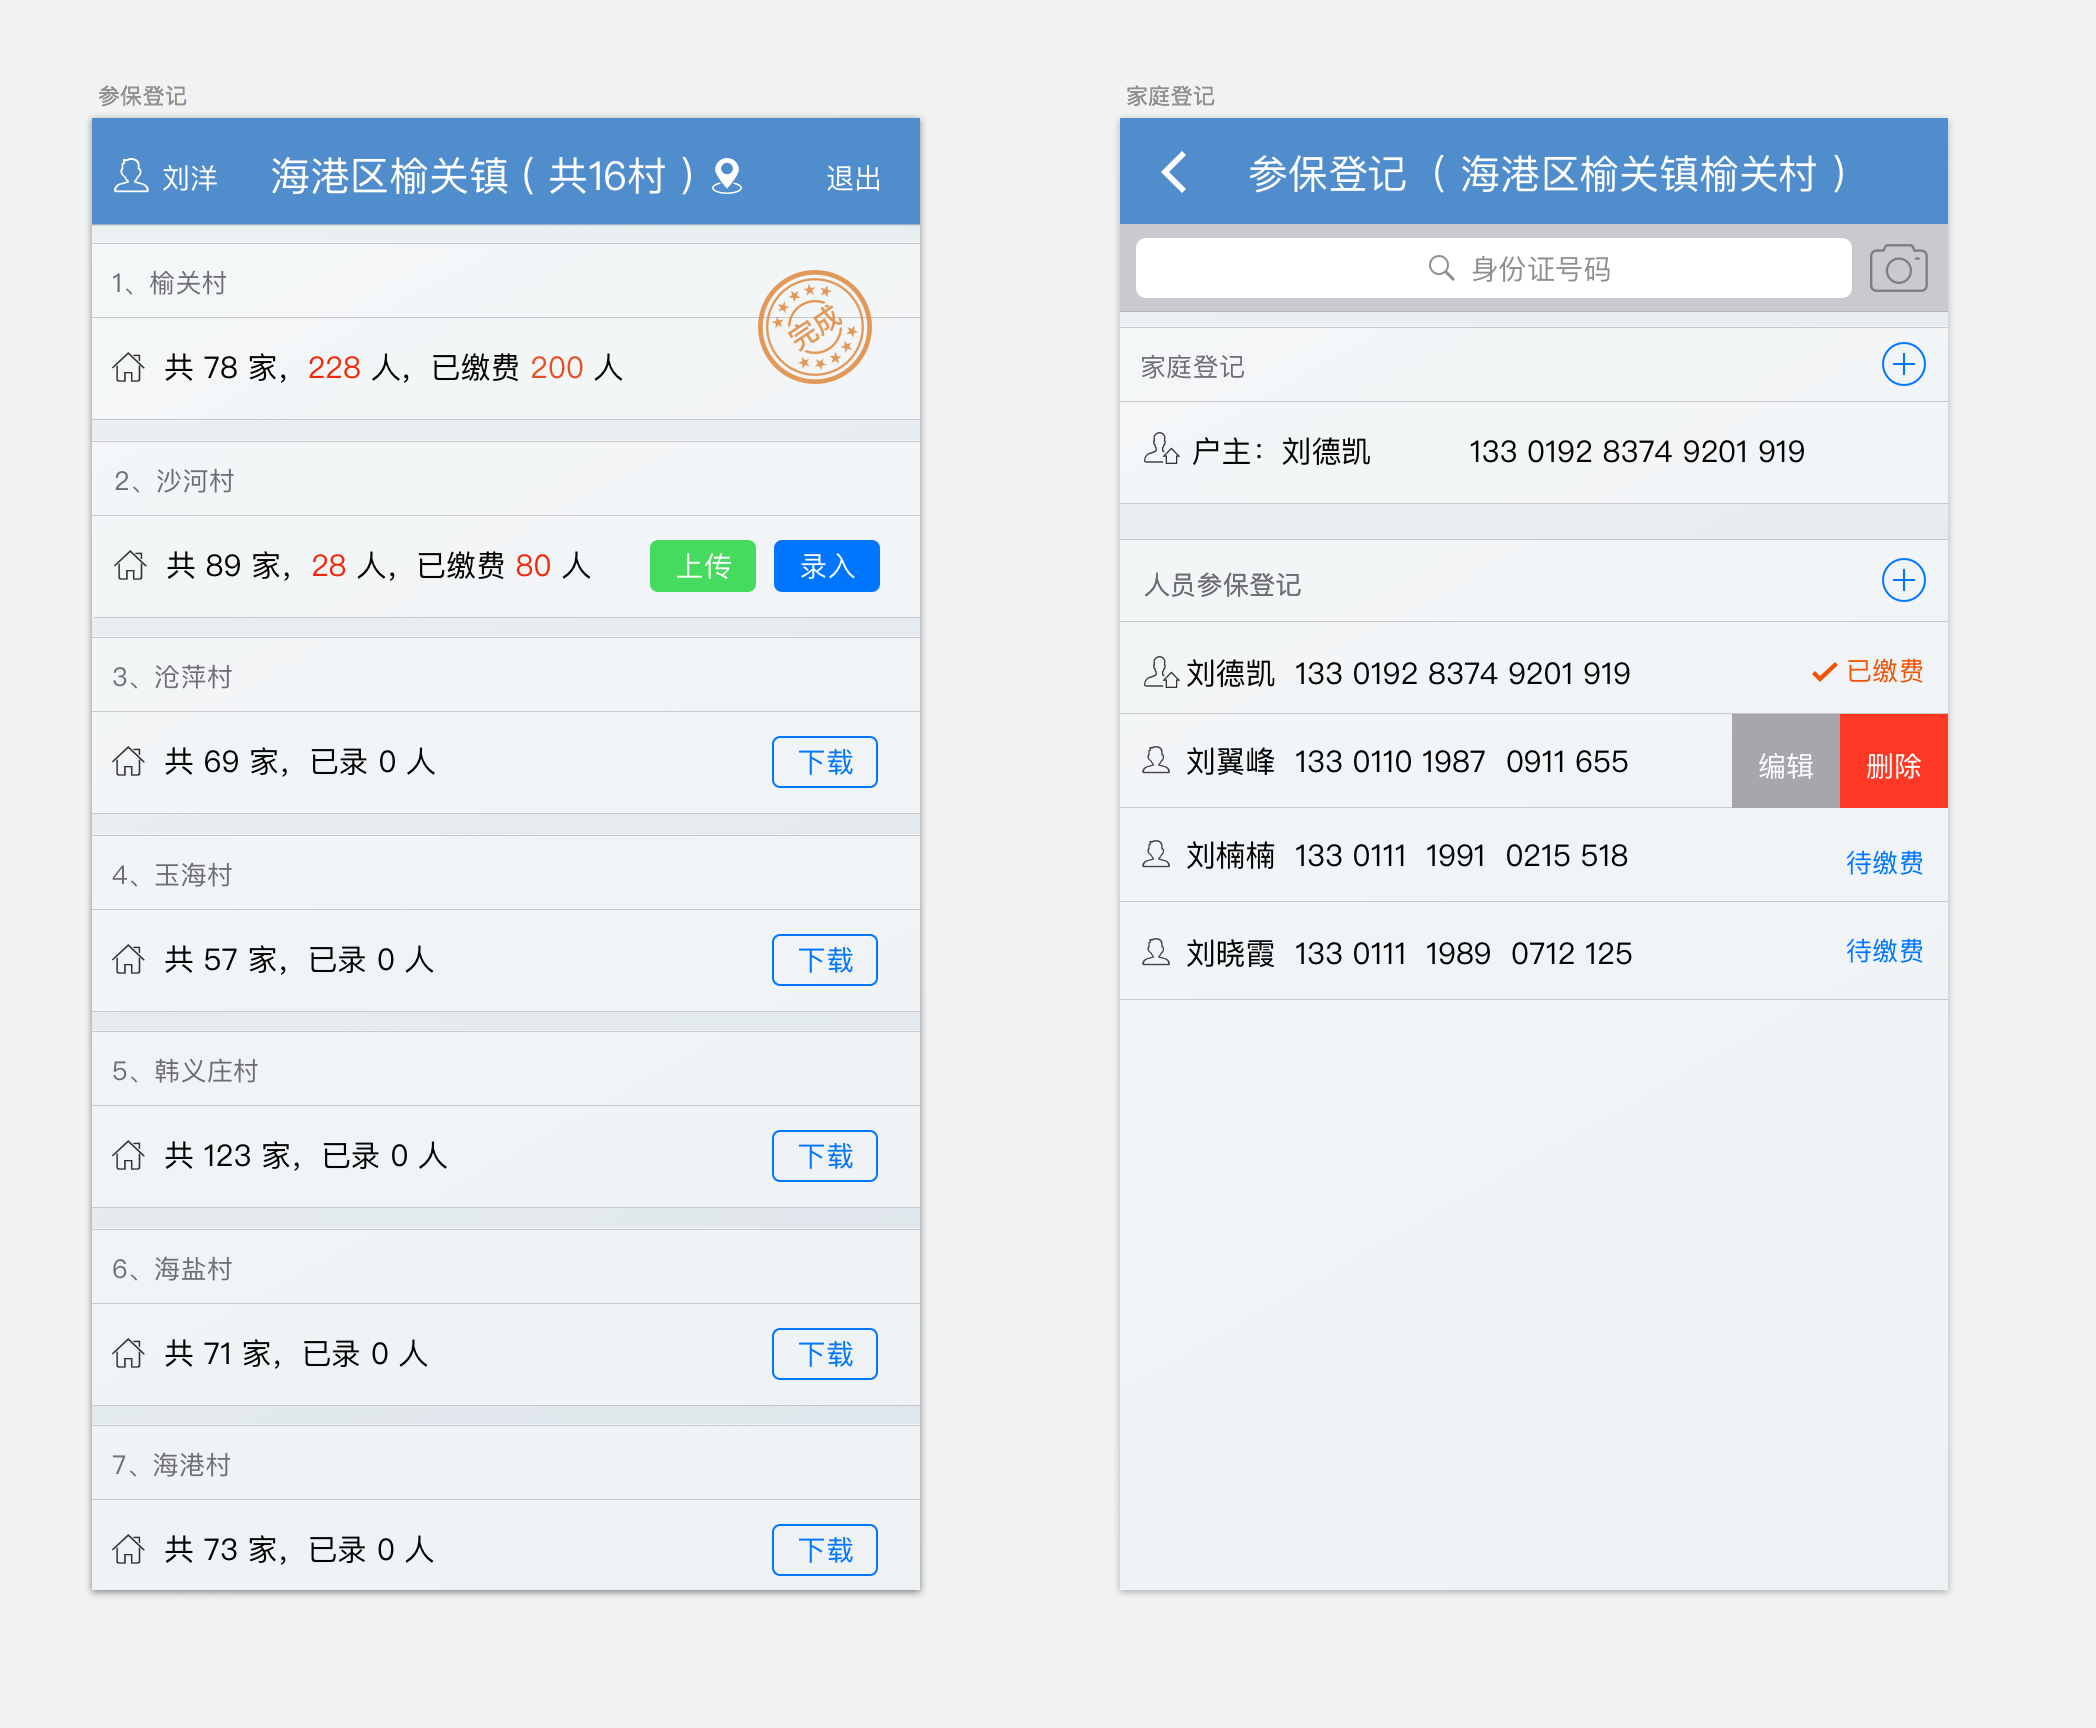 参保登记
刘洋 海港区榆关镇（共16村） 退出
1、榆关村
完成
共 78 家，228 人，已缴费 200 人
2、沙河村
共 89 家，28 人，已缴费 80 人 上传 录入
3、沧萍村
共 69 家，已录 0 人 下载
4、玉海村
共 57 家，已录 0 人 下载
5、韩义庄村
共 123 家，已录 0 人 下载
6、海盐村
共 71 家，已录 0 人 下载
7、海港村
共 73 家，已录 0 人 下载
家庭登记
参保登记 （海港区榆关镇榆关村）
身份证号码
家庭登记
户主：刘德凯 133 0192 8374 9201 919
人员参保登记
刘德凯 133 0192 8374 9201 919 已缴费
刘翼峰 133 0110 1987 0911 655 编辑 删除
刘楠楠 133 0111 1991 0215 518 待缴费
刘晓霞 133 0111 1989 0712 125 待缴费